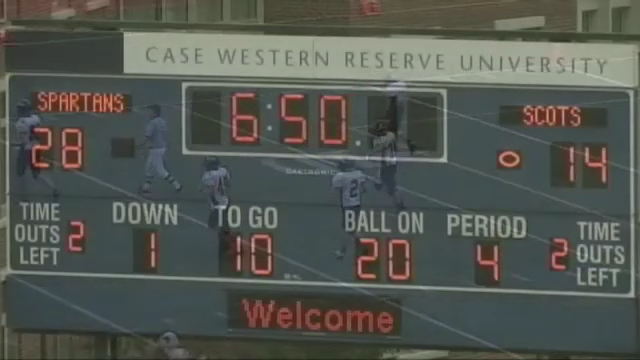 CASE WESTERN RESERVE UNIVERSITY
SPARTANS 6:50 SCOTS
28 14
DAKTRONICS
TIME OUTS LEFT 2 DOWN 1 TO GO 10 BALL ON 20 PERIOD 4 2 TIME OUTS LEFT
Welcome